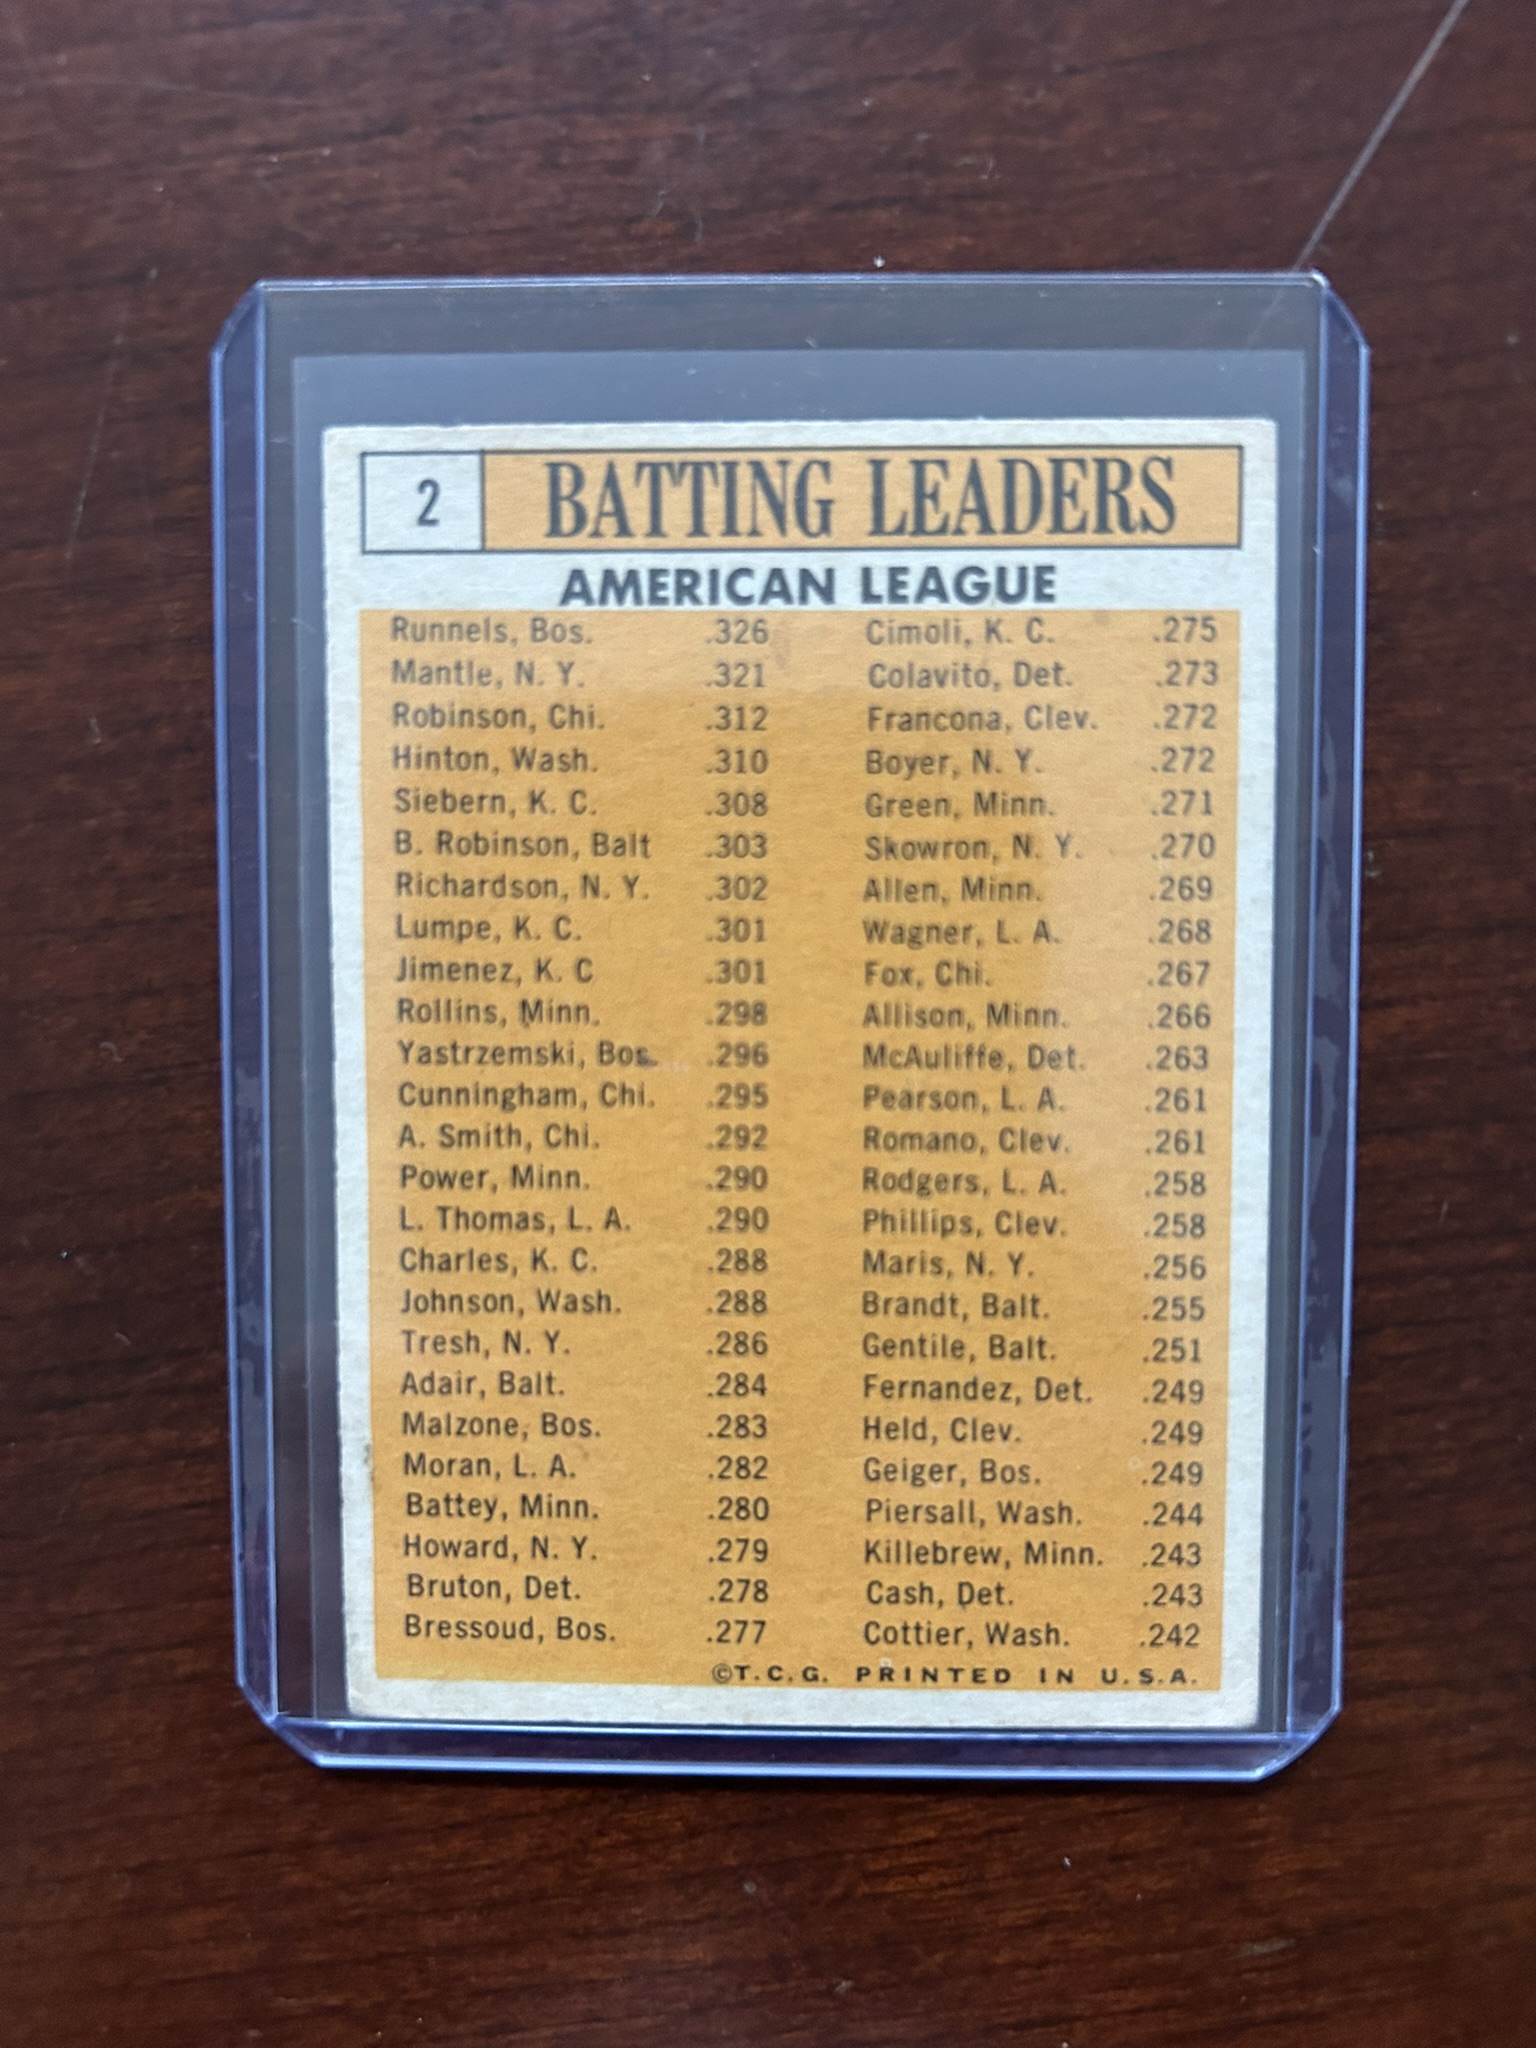 2 BATTING LEADERS
AMERICAN LEAGUE
Runnels, Bos. .326
Mantle, N. Y. .321
Robinson, Chi. .312
Hinton, Wash. .310
Siebern, K. C. .308
B. Robinson, Balt .303
Richardson, N. Y. .302
Lumpe, K. C. .301
Jimenez, K. C .301
Rollins, Minn. .298
Yastrzemski, Bos. .296
Cunningham, Chi. .295
A. Smith, Chi. .292
Power, Minn. .290
L. Thomas, L. A. .290
Charles, K. C. .288
Johnson, Wash. .288
Tresh, N. Y. .286
Adair, Balt. .284
Malzone, Bos. .283
Moran, L. A. .282
Battey, Minn. .280
Howard, N. Y. .279
Bruton, Det. .278
Bressoud, Bos. .277
Cimoli, K. C. .275
Colavito, Det. .273
Francona, Clev. .272
Boyer, N. Y. .272
Green, Minn. .271
Skowron, N. Y. .270
Allen, Minn. .269
Wagner, L. A. .268
Fox, Chi. .267
Allison, Minn. .266
McAuliffe, Det. .263
Pearson, L. A. .261
Romano, Clev. .261
Rodgers, L. A. .258
Phillips, Clev. .258
Maris, N. Y. .256
Brandt, Balt. .255
Gentile, Balt. .251
Fernandez, Det. .249
Held, Clev. .249
Geiger, Bos. .249
Piersall, Wash. .244
Killebrew, Minn. .243
Cash, Det. .243
Cottier, Wash. .242
©T.C.G. PRINTED IN U.S.A.